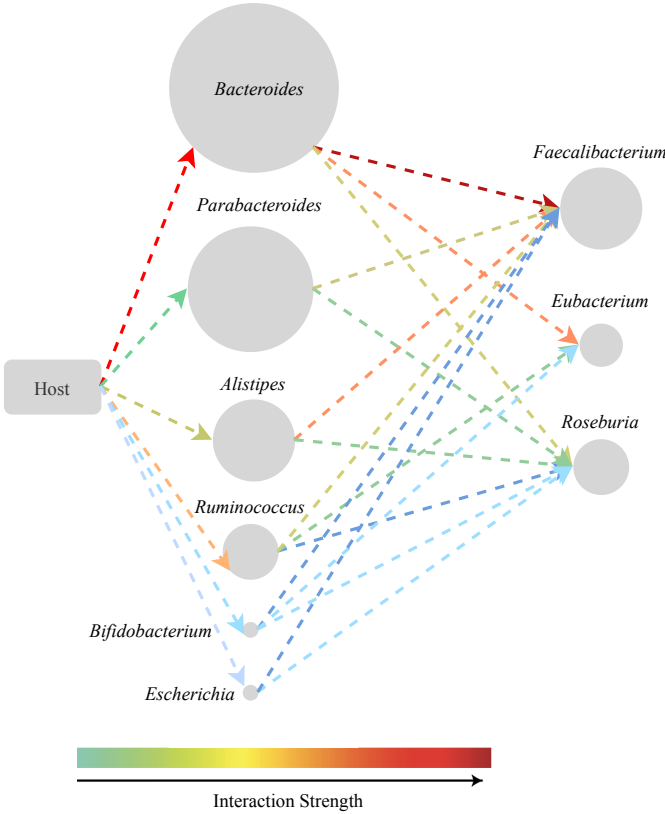 Bacteroides
Faecalibacterium
Parabacteroides
Eubacterium
Host
Alistipes
Roseburia
Ruminococcus
Bifidobacterium
Escherichia
Interaction Strength